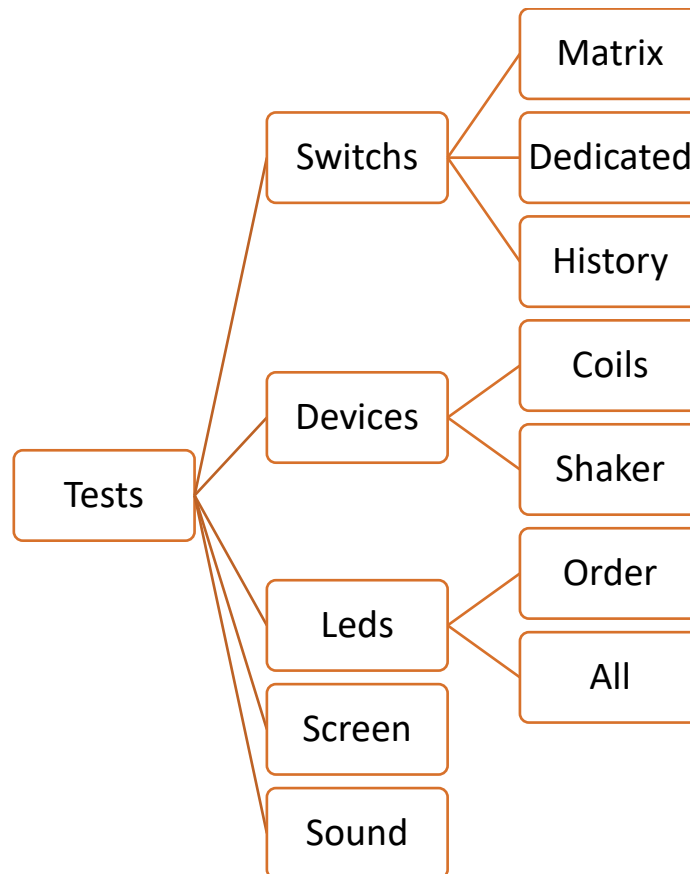 Tests
Switchs
Matrix
Dedicated
History
Devices
Coils
Shaker
Leds
Order
All
Screen
Sound